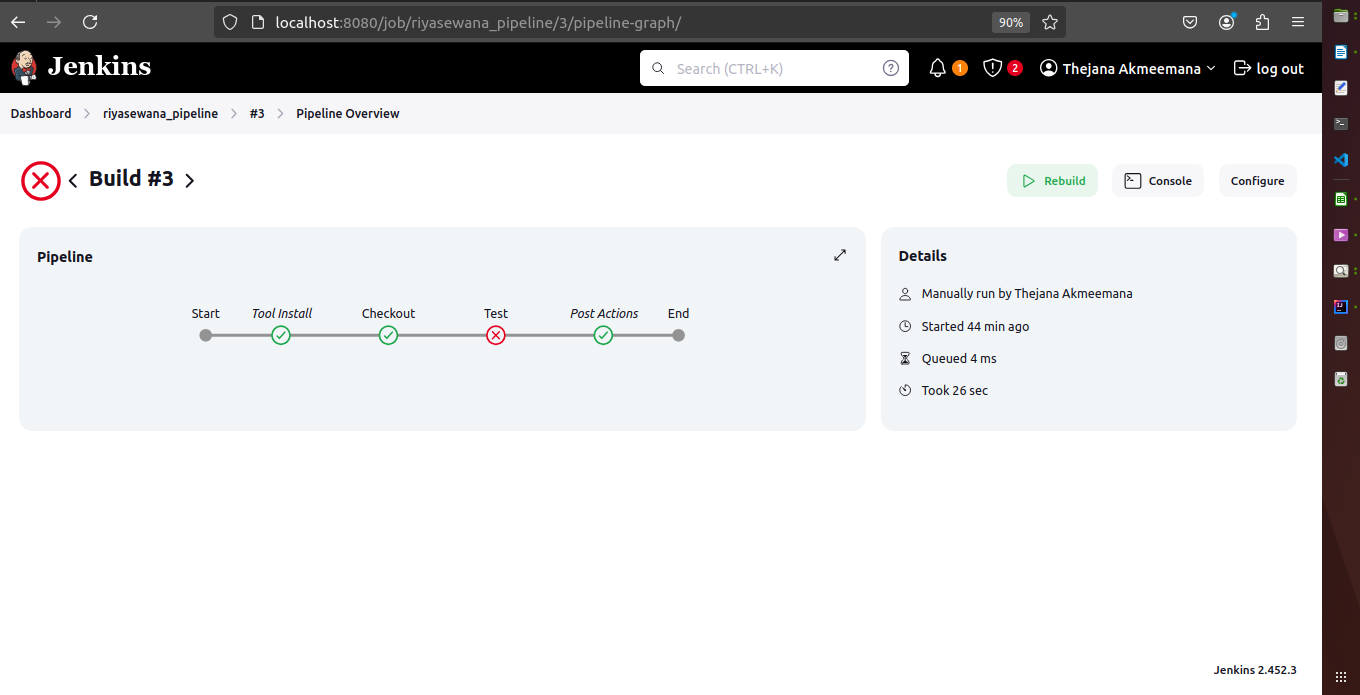 localhost:8080/job/riyasewana_pipeline/3/pipeline-graph/ 90%
Jenkins Search (CTRL+K) ? 1 2 Thejana Akmeemana log out
Dashboard riyasewana_pipeline #3 Pipeline Overview
Build #3 Rebuild Console Configure
Pipeline
Start Tool Install Checkout Test Post Actions End
Details
Manually run by Thejana Akmeemana
Started 44 min ago
Queued 4 ms
Took 26 sec
Jenkins 2.452.3